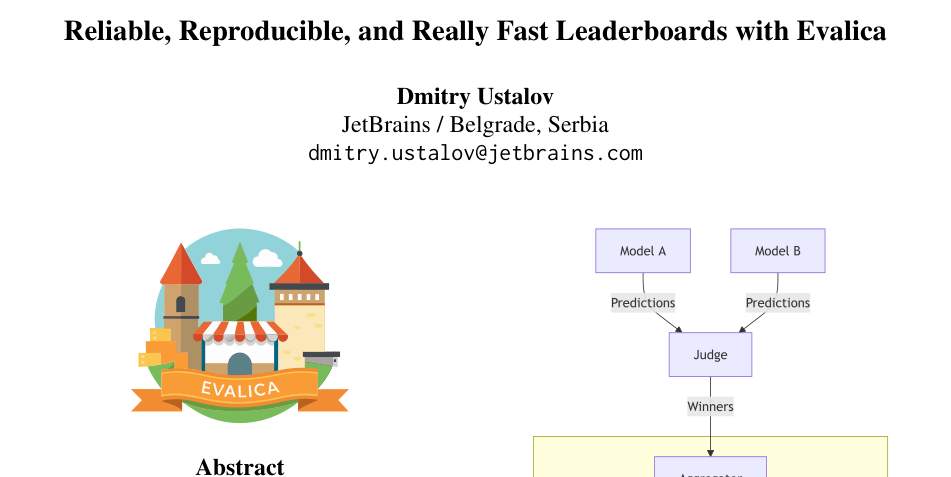 Reliable, Reproducible, and Really Fast Leaderboards with Evalica
Dmitry Ustalov
JetBrains / Belgrade, Serbia
dmitry.ustalov@jetbrains.com
EVALICA
Abstract
Model A
Model B
Predictions
Predictions
Judge
Winners